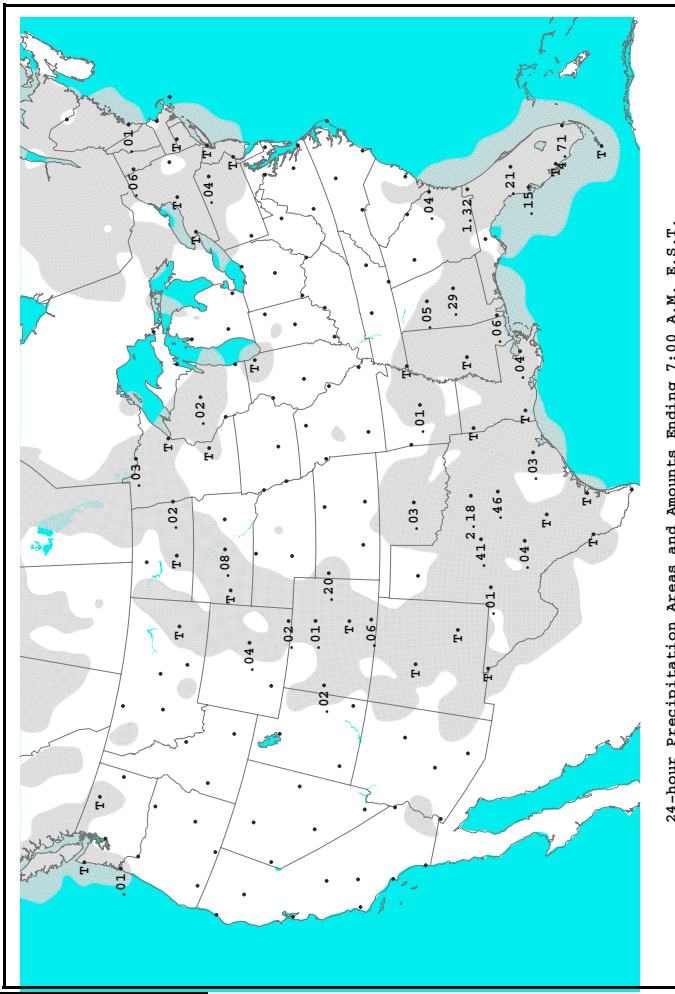 T
T
.01
.01
.06
.03
T
.02
T
T
T
T
T
.02
T
.04
T
.08
T
T
.04
T
.02
.01
.02
.20
T
.06
T
.03
T
.01
.05
.04
.29
T
T
1.32
2.18
T
.41
T
.01
.46
.06
.21
.04
.04
T
.15
.03
T
.71
T
T
T
24-hour Precipitation Areas and Amounts Ending 7:00 A.M. E.S.T.